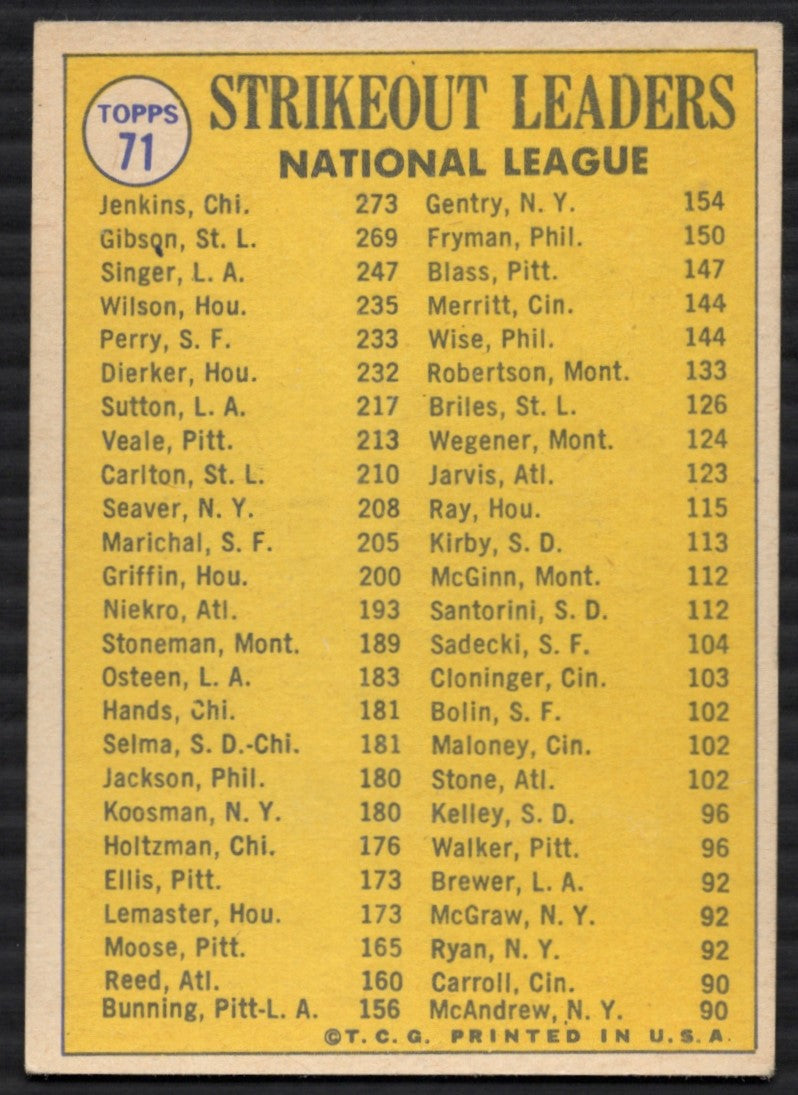 TOPPS
71
STRIKEOUT LEADERS
NATIONAL LEAGUE
Jenkins, Chi. 273
Gibson, St. L. 269
Singer, L. A. 247
Wilson, Hou. 235
Perry, S. F. 233
Dierker, Hou. 232
Sutton, L. A. 217
Veale, Pitt. 213
Carlton, St. L. 210
Seaver, N. Y. 208
Marichal, S. F. 205
Griffin, Hou. 200
Niekro, Atl. 193
Stoneman, Mont. 189
Osteen, L. A. 183
Hands, Chi. 181
Selma, S. D.-Chi. 181
Jackson, Phil. 180
Koosman, N. Y. 180
Holtzman, Chi. 176
Ellis, Pitt. 173
Lemaster, Hou. 173
Moose, Pitt. 165
Reed, Atl. 160
Bunning, Pitt-L. A. 156
Gentry, N. Y. 154
Fryman, Phil. 150
Blass, Pitt. 147
Merritt, Cin. 144
Wise, Phil. 144
Robertson, Mont. 133
Briles, St. L. 126
Wegener, Mont. 124
Jarvis, Atl. 123
Ray, Hou. 115
Kirby, S. D. 113
McGinn, Mont. 112
Santorini, S. D. 112
Sadecki, S. F. 104
Cloninger, Cin. 103
Bolin, S. F. 102
Maloney, Cin. 102
Stone, Atl. 102
Kelley, S. D. 96
Walker, Pitt. 96
Brewer, L. A. 92
McGraw, N. Y. 92
Ryan, N. Y. 92
Carroll, Cin. 90
McAndrew, N. Y. 90
©T. C. G. PRINTED IN U.S.A.